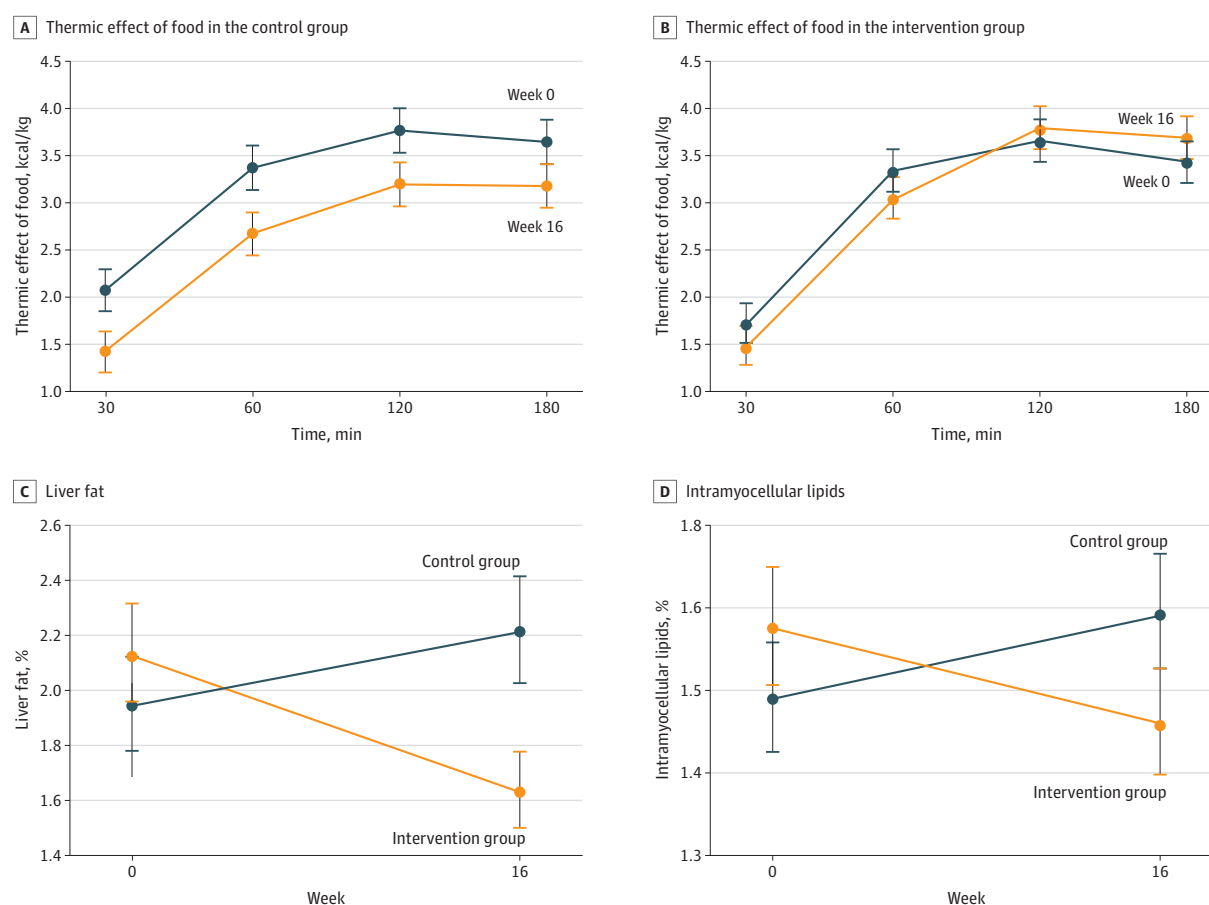 A Thermic effect of food in the control group
4.5
4.0
3.5
3.0
2.5
2.0
1.5
1.0
Thermic effect of food, kcal/kg
Week 0
Week 16
30 60 120 180
Time, min
B Thermic effect of food in the intervention group
4.5
4.0
3.5
3.0
2.5
2.0
1.5
1.0
Thermic effect of food, kcal/kg
Week 16
Week 0
30 60 120 180
Time, min
C Liver fat
2.6
2.4
2.2
2.0
1.8
1.6
1.4
Liver fat, %
Control group
Intervention group
0 16
Week
D Intramyocellular lipids
1.8
1.6
1.5
1.4
1.3
Intramyocellular lipids, %
Control group
Intervention group
0 16
Week